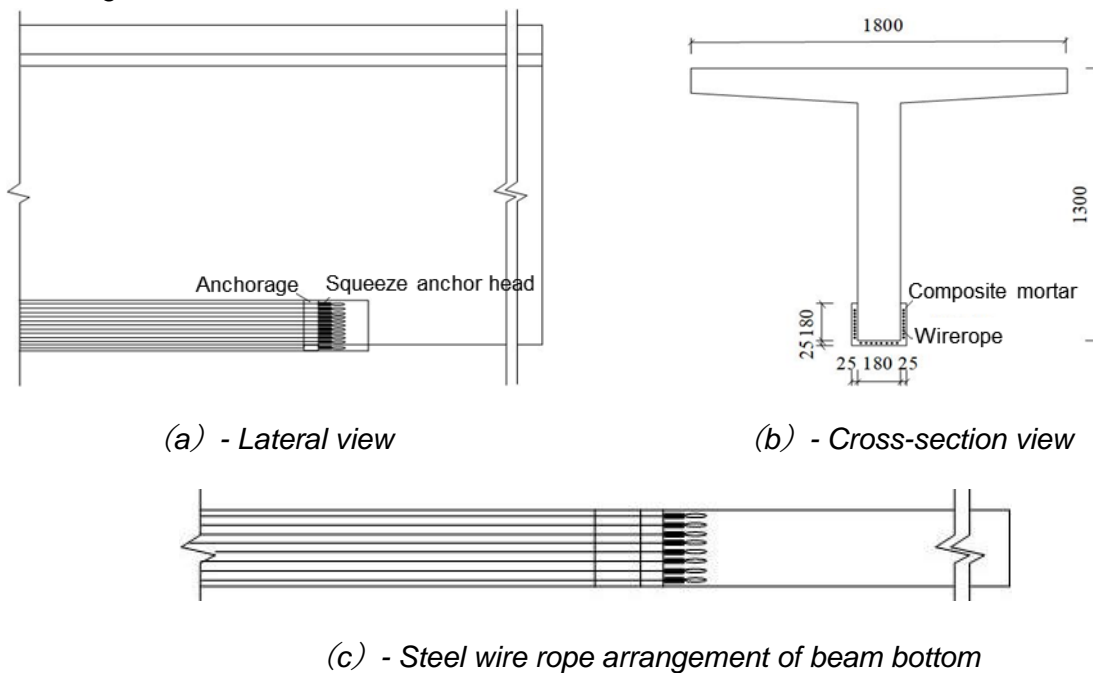 1800
1300
Anchorage
Squeeze anchor head
Composite mortar
Wirerope
180
25
25 180 25
（a）- Lateral view
（b）- Cross-section view
（c）- Steel wire rope arrangement of beam bottom